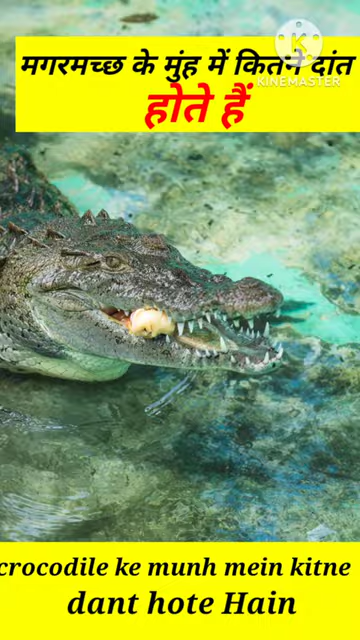 मगरमच्छ के मुंह में कितने दांत
होते हैं
KINEMASTER
crocodile ke munh mein kitne
dant hote Hain